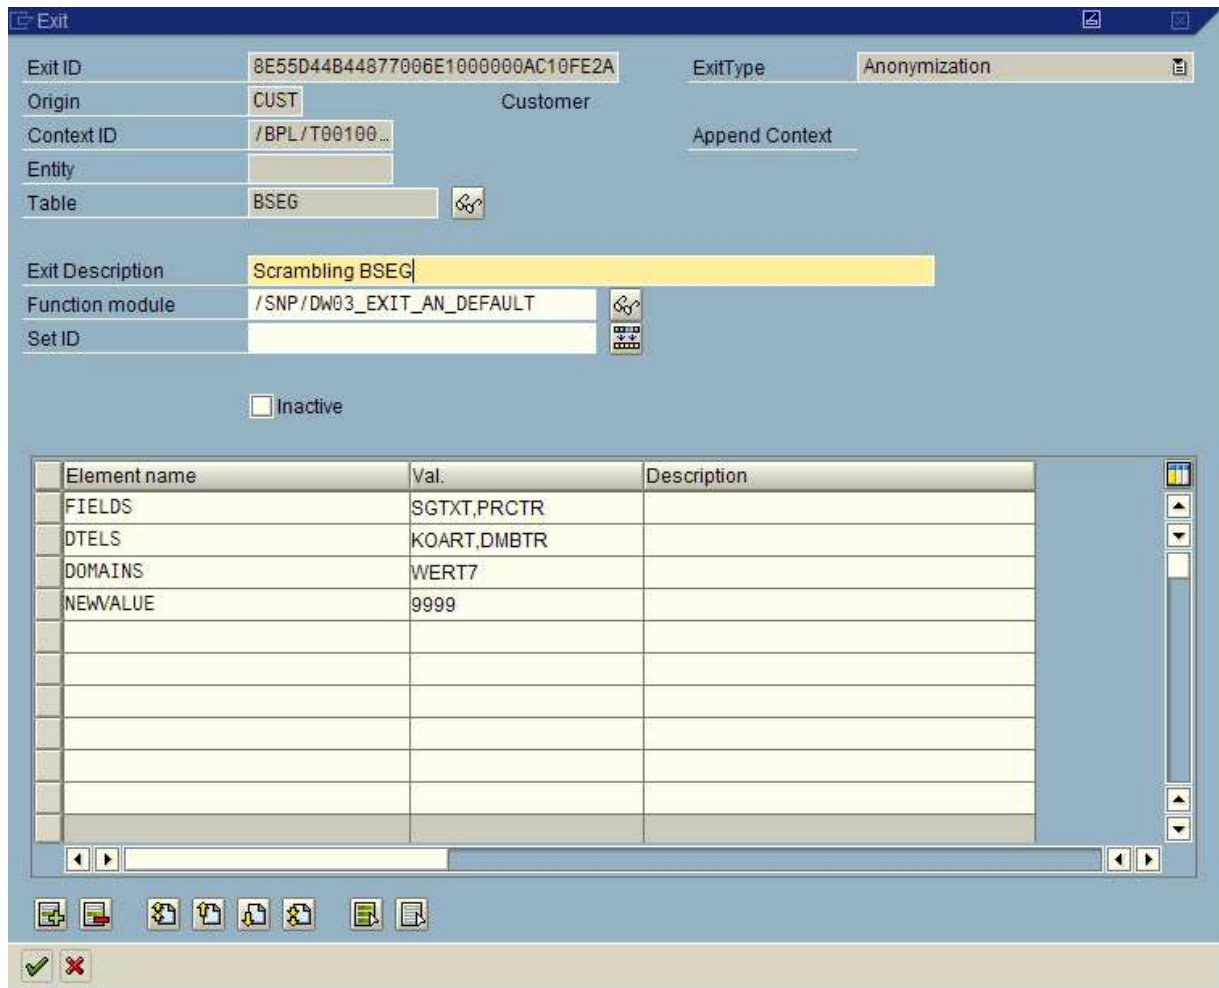 Exit
Exit ID 8E55D44B44877006E1000000AC10FE2A ExitType Anonymization
Origin CUST Customer
Context ID /BPL/T00100… Append Context
Entity
Table BSEG
Exit Description Scrambling BSEG
Function module /SNP/DW03_EXIT_AN_DEFAULT
Set ID
Inactive
Element name Val. Description
FIELDS SGTXT,PRCTR
DTELS KOART,DMBTR
DOMAINS WERT7
NEWVALUE 9999